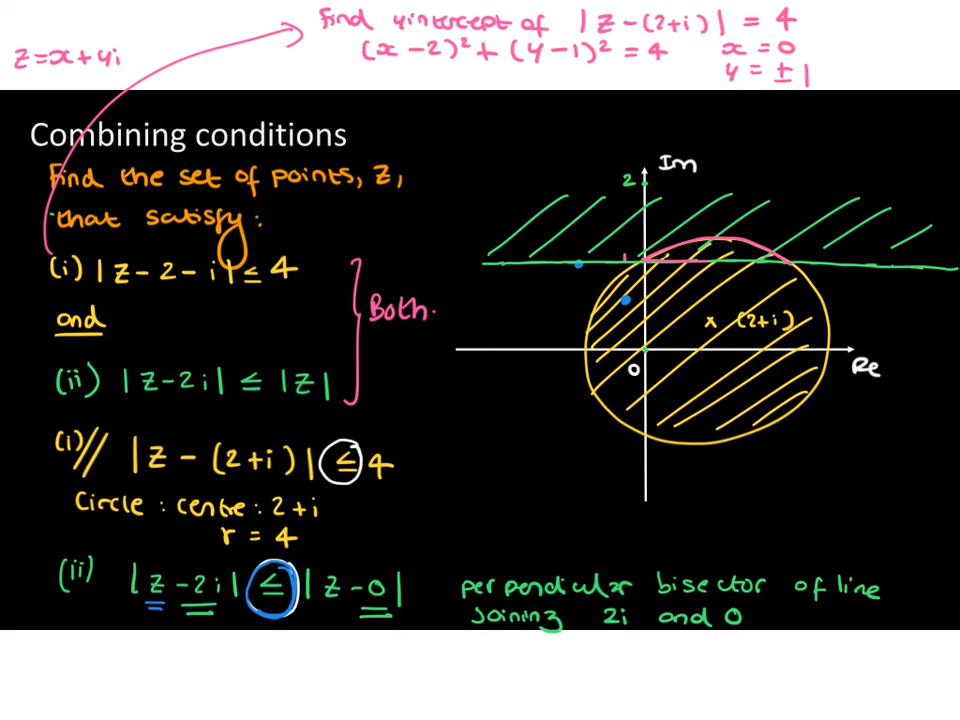 Find y intercept of |z-(2+i)| = 4
z=x+yi
(x-2)² + (y-1)² = 4
x=0
y = ±1
Combining conditions
Find the set of points, z,
that satisfy:
(i) |z-2-i| ≤ 4
and
(ii) |z-2i| ≤ |z|
Both.
(i)// |z-(2+i)| ≤ 4
Circle : centre : 2+i
r = 4
(ii) |z-2i| ≤ |z-0|
perpendicular bisector of line
joining 2i and 0
Im
2
1
x (2+i)
0
Re